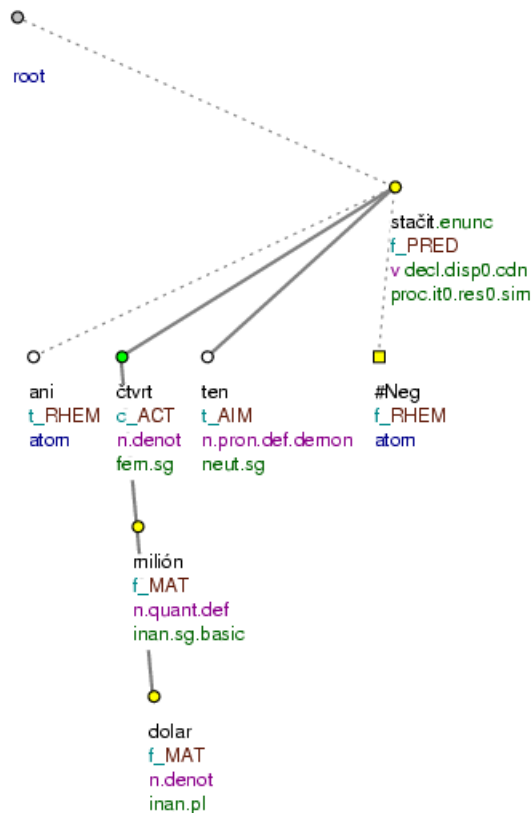 root
stačit.enunc
f_PRED
v decl.disp0.cdn
proc.it0.res0.sim
ani
t_RHEM
atom
čtvrt
c_ACT
n.denot
fem.sg
ten
t_AIM
n.pron.def.demon
neut.sg
#Neg
f_RHEM
atom
milión
f_MAT
n.quant.def
inan.sg.basic
dolar
f_MAT
n.denot
inan.pl